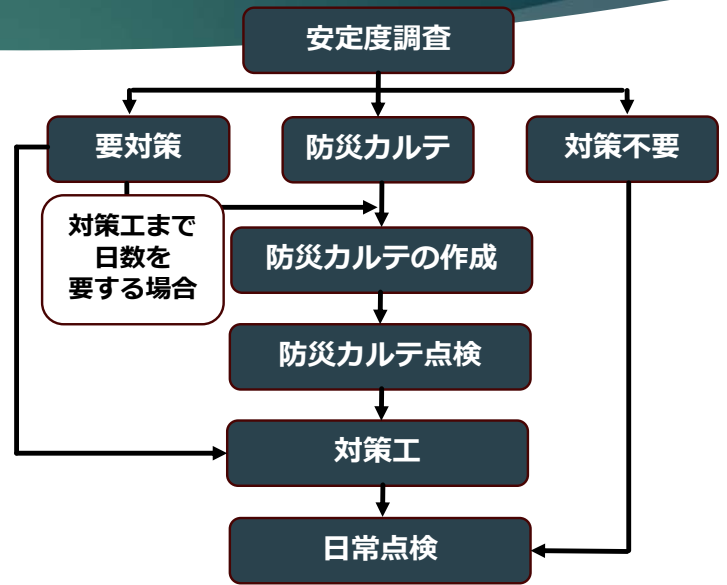 安定度調査
要対策
防災カルテ
対策不要
対策工まで
日数を
要する場合
防災カルテの作成
防災カルテ点検
対策工
日常点検